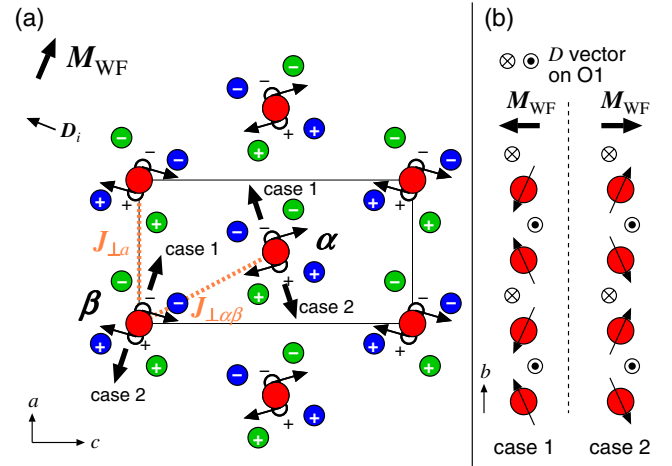 (a)
M_WF
D_i
case 1
α
J_⊥a
case 1
J_⊥αβ
β
case 2
case 2
a
c
(b)
⊗ ⊙ D vector
on O1
M_WF M_WF
b
case 1 case 2
− +
− +
− +
− +
− +
− +
− +